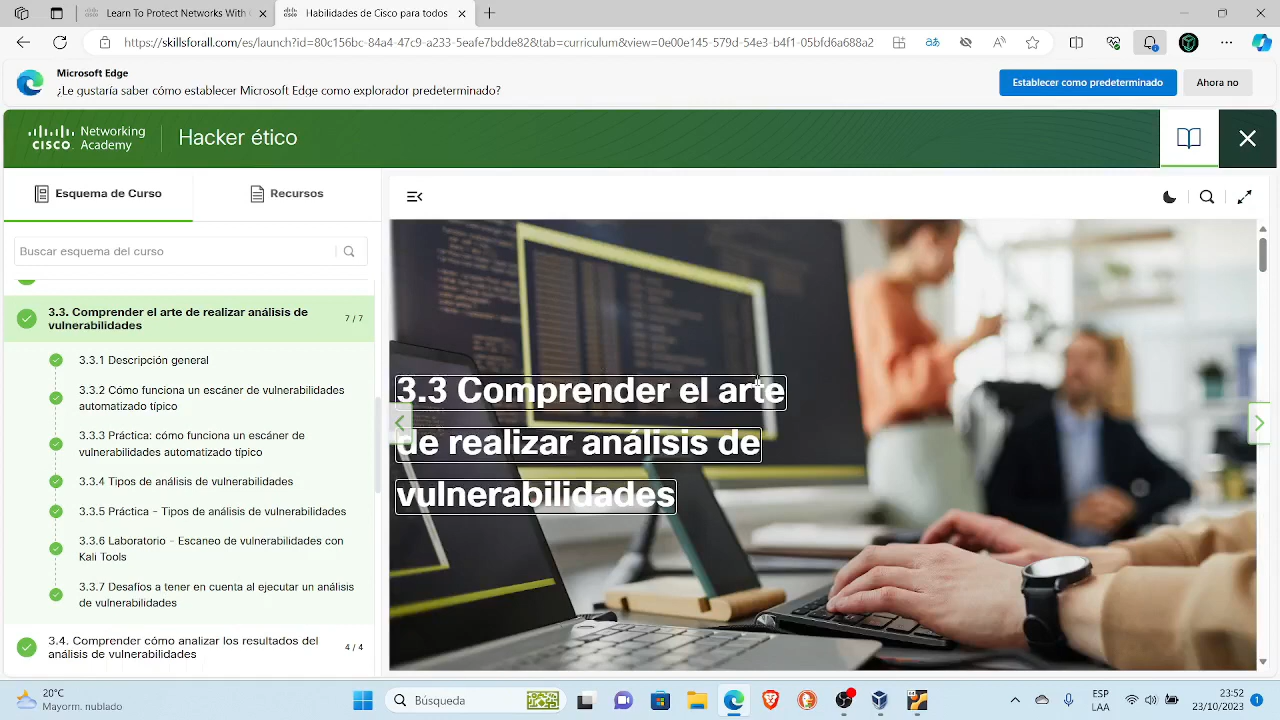 Learn To Protect Networks With
Habilidades de Cisco para todos
https://skillsforall.com/es/launch?id=80c156bc-84a4-47c9-a233-5eafe7bdde82&tab=curriculum&view=0e00e145-579d-54e3-b4f1-05bfd6a688a2
Microsoft Edge
¿Le gustaría saber cómo establecer Microsoft Edge como navegador predeterminado?
Establecer como predeterminado
Ahora no
Networking
CISCO. Academy
Hacker ético
Esquema de Curso
Recursos
Buscar esquema del curso
3.3. Comprender el arte de realizar análisis de
vulnerabilidades
7 / 7
3.3.1 Descripción general
3.3.2 Cómo funciona un escáner de vulnerabilidades
automatizado típico
3.3.3 Práctica: cómo funciona un escáner de
vulnerabilidades automatizado típico
3.3.4 Tipos de análisis de vulnerabilidades
3.3.5 Práctica - Tipos de análisis de vulnerabilidades
3.3.6 Laboratorio - Escaneo de vulnerabilidades con
Kali Tools
3.3.7 Desafíos a tener en cuenta al ejecutar un análisis
de vulnerabilidades
3.4. Comprender cómo analizar los resultados del
análisis de vulnerabilidades
4 / 4
3.3 Comprender el arte
de realizar análisis de
vulnerabilidades
20°C
Mayorm. nublado
Búsqueda
ESP
LAA
23/10/2023